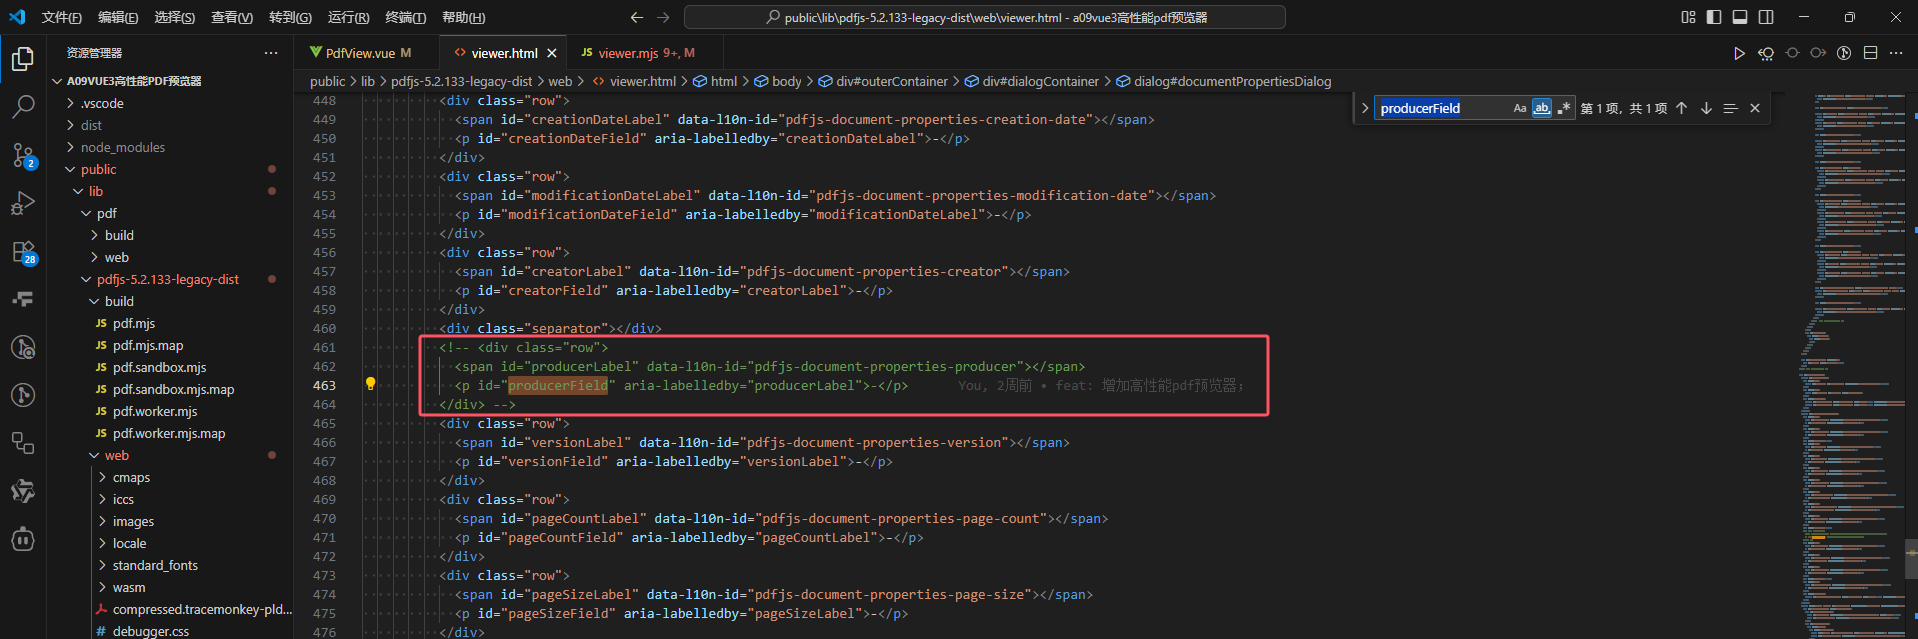 文件(F) 编辑(E) 选择(S) 查看(V) 转到(G) 运行(R) 终端(T) 帮助(H)
public\lib\pdfjs-5.2.133-legacy-dist\web\viewer.html - a09vue3高性能pdf预览器
资源管理器 ···
PdfView.vue M
viewer.html
JS viewer.mjs 9+, M
A09VUE3高性能PDF预览器
public > lib > pdfjs-5.2.133-legacy-dist > web > viewer.html > html > body > div#outerContainer > div#dialogContainer > dialog#documentPropertiesDialog
.vscode
dist
node_modules
public
lib
pdf
build
web
pdfjs-5.2.133-legacy-dist
build
JS pdf.mjs
JS pdf.mjs.map
JS pdf.sandbox.mjs
JS pdf.sandbox.mjs.map
JS pdf.worker.mjs
JS pdf.worker.mjs.map
web
cmaps
iccs
images
locale
standard_fonts
wasm
compressed.tracemonkey-pld...
# debugger.css
2
28
producerField Aa ab .* 第 1 项, 共 1 项
448 <div class="row">
449 <span id="creationDateLabel" data-l10n-id="pdfjs-document-properties-creation-date"></span>
450 <p id="creationDateField" aria-labelledby="creationDateLabel">-</p>
451 </div>
452 <div class="row">
453 <span id="modificationDateLabel" data-l10n-id="pdfjs-document-properties-modification-date"></span>
454 <p id="modificationDateField" aria-labelledby="modificationDateLabel">-</p>
455 </div>
456 <div class="row">
457 <span id="creatorLabel" data-l10n-id="pdfjs-document-properties-creator"></span>
458 <p id="creatorField" aria-labelledby="creatorLabel">-</p>
459 </div>
460 <div class="separator"></div>
461 <!-- <div class="row">
462 <span id="producerLabel" data-l10n-id="pdfjs-document-properties-producer"></span>
463 <p id="producerField" aria-labelledby="producerLabel">-</p> You, 2周前 • feat: 增加高性能pdf预览器;
464 </div> -->
465 <div class="row">
466 <span id="versionLabel" data-l10n-id="pdfjs-document-properties-version"></span>
467 <p id="versionField" aria-labelledby="versionLabel">-</p>
468 </div>
469 <div class="row">
470 <span id="pageCountLabel" data-l10n-id="pdfjs-document-properties-page-count"></span>
471 <p id="pageCountField" aria-labelledby="pageCountLabel">-</p>
472 </div>
473 <div class="row">
474 <span id="pageSizeLabel" data-l10n-id="pdfjs-document-properties-page-size"></span>
475 <p id="pageSizeField" aria-labelledby="pageSizeLabel">-</p>
476 </div>